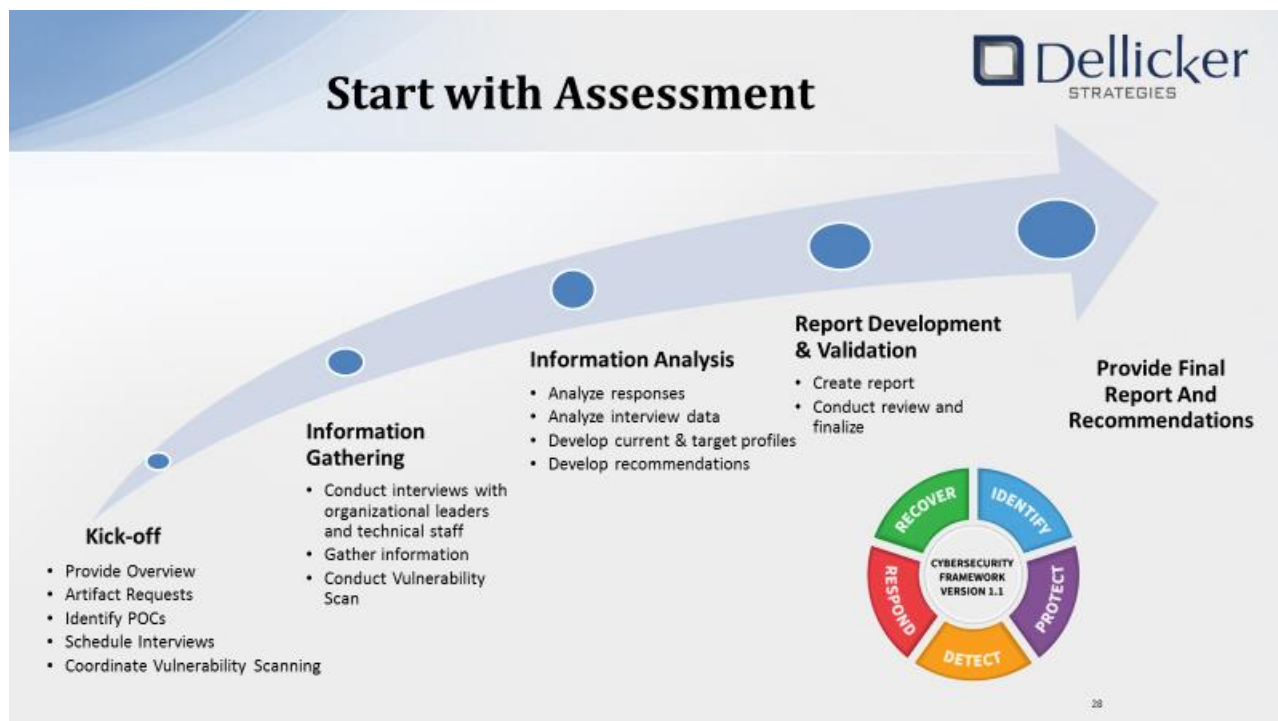 Start with Assessment
Dellicker
STRATEGIES
Kick-off
• Provide Overview
• Artifact Requests
• Identify POCs
• Schedule Interviews
• Coordinate Vulnerability Scanning
Information
Gathering
• Conduct interviews with
organizational leaders
and technical staff
• Gather information
• Conduct Vulnerability
Scan
Information Analysis
• Analyze responses
• Analyze interview data
• Develop current & target profiles
• Develop recommendations
Report Development
& Validation
• Create report
• Conduct review and
finalize
Provide Final
Report And
Recommendations
RECOVER
IDENTIFY
PROTECT
DETECT
RESPOND
CYBERSECURITY
FRAMEWORK
VERSION 1.1
28